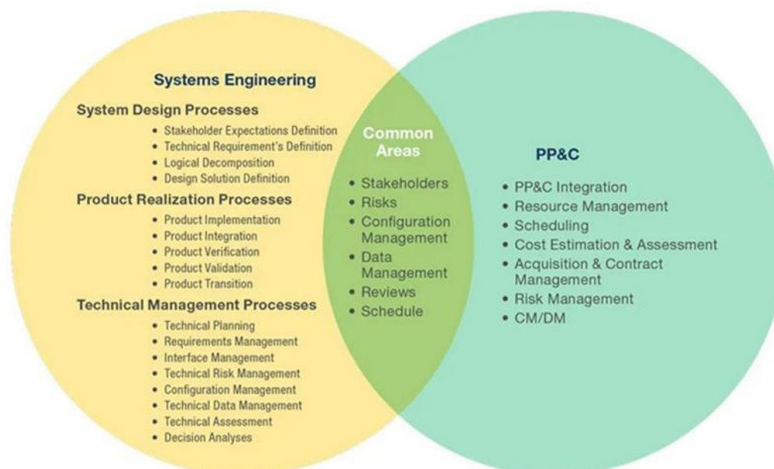 Systems Engineering
System Design Processes
• Stakeholder Expectations Definition
• Technical Requirement's Definition
• Logical Decomposition
• Design Solution Definition
Product Realization Processes
• Product Implementation
• Product Integration
• Product Verification
• Product Validation
• Product Transition
Technical Management Processes
• Technical Planning
• Requirements Management
• Interface Management
• Technical Risk Management
• Configuration Management
• Technical Data Management
• Technical Assessment
• Decision Analyses
Common
Areas
• Stakeholders
• Risks
• Configuration
Management
• Data
Management
• Reviews
• Schedule
PP&C
• PP&C Integration
• Resource Management
• Scheduling
• Cost Estimation & Assessment
• Acquisition & Contract
Management
• Risk Management
• CM/DM